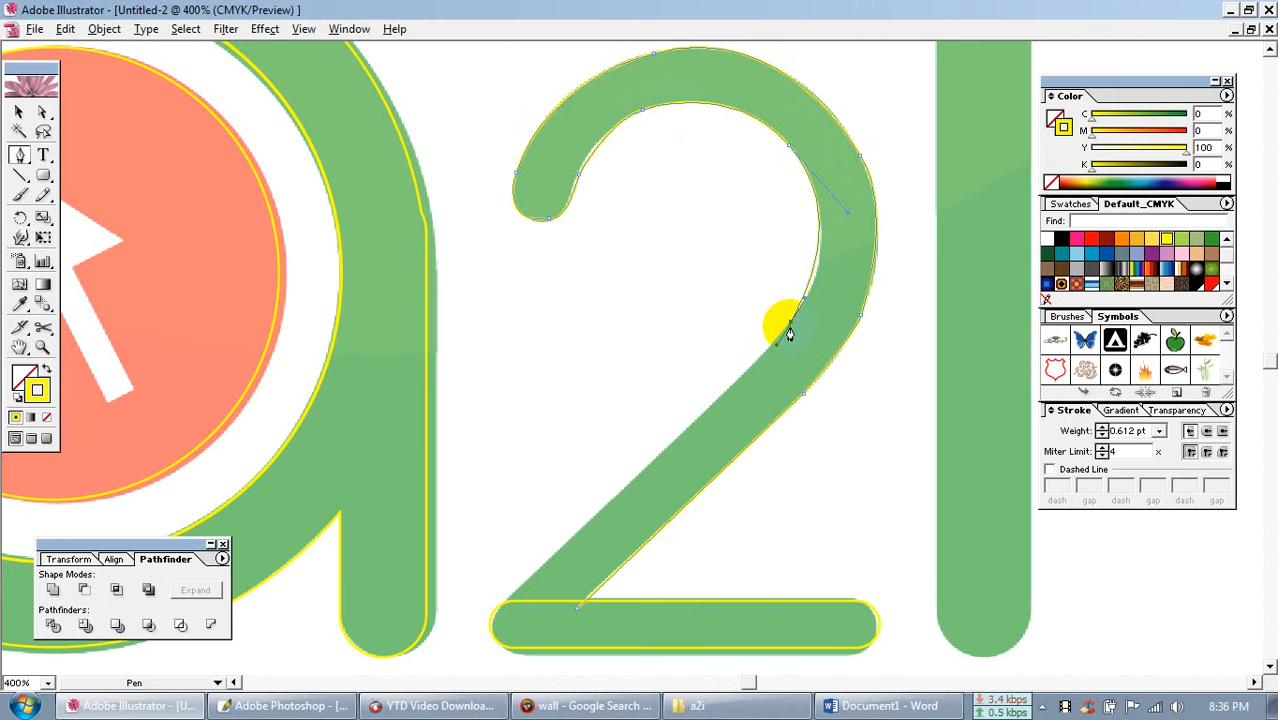 Adobe Illustrator - [Untitled-2 @ 400% (CMYK/Preview) ]
File Edit Object Type Select Filter Effect View Window Help
Color
C 0 %
M 0 %
Y 100 %
K 0 %
Swatches Default_CMYK
Find:
Brushes Symbols
Stroke Gradient Transparency
Weight: 0.612 pt
Miter Limit: 4 x
Dashed Line
dash gap dash gap dash gap
Transform Align Pathfinder
Shape Modes:
Expand
Pathfinders:
a2i
400% Pen
Adobe Illustrator - [U... Adobe Photoshop - [... YTD Video Downloa... wall - Google Search ... a2i Document1 - Word 3.4 kbps 0.5 kbps 8:36 PM